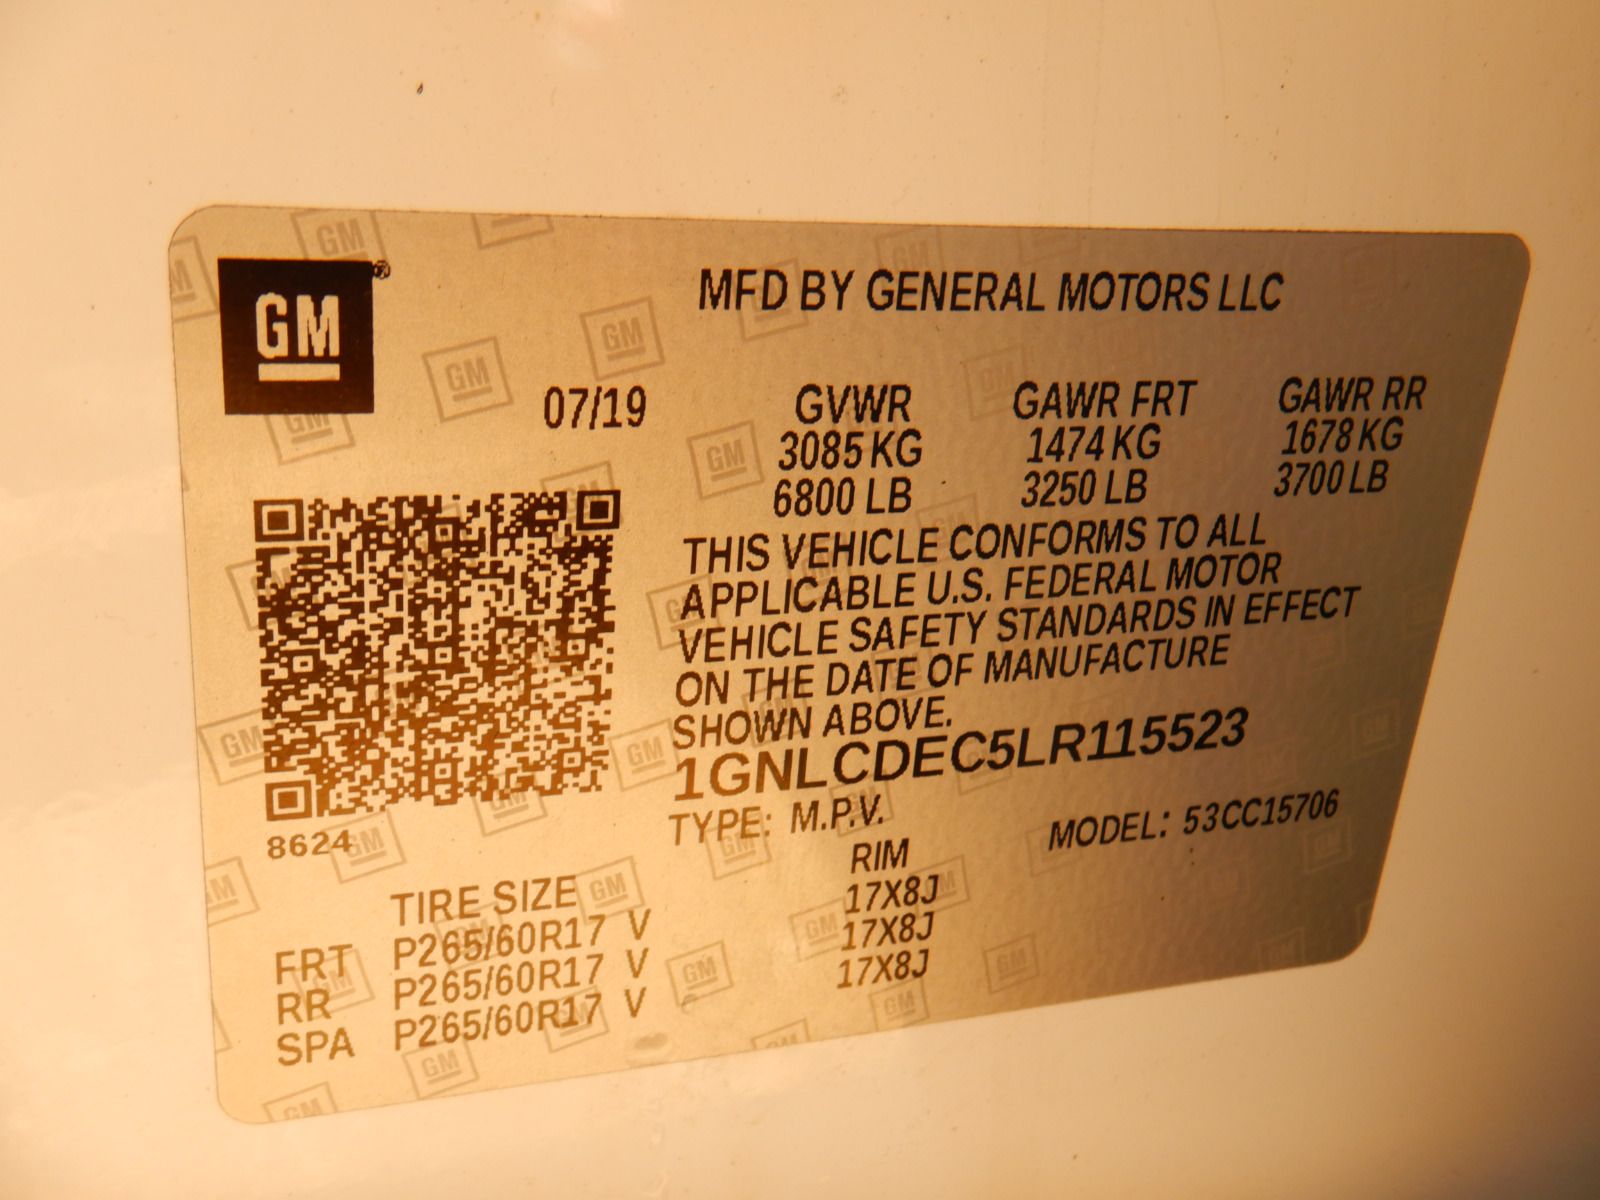 GM®
MFD BY GENERAL MOTORS LLC
07/19
GVWR GAWR FRT GAWR RR
3085 KG 1474 KG 1678 KG
6800 LB 3250 LB 3700 LB
THIS VEHICLE CONFORMS TO ALL
APPLICABLE U.S. FEDERAL MOTOR
VEHICLE SAFETY STANDARDS IN EFFECT
ON THE DATE OF MANUFACTURE
SHOWN ABOVE.
1GNLCDEC5LR115523
8624
TYPE: M.P.V. MODEL: 53CC15706
TIRE SIZE RIM
FRT P265/60R17 V 17X8J
RR P265/60R17 V 17X8J
SPA P265/60R17 V 17X8J